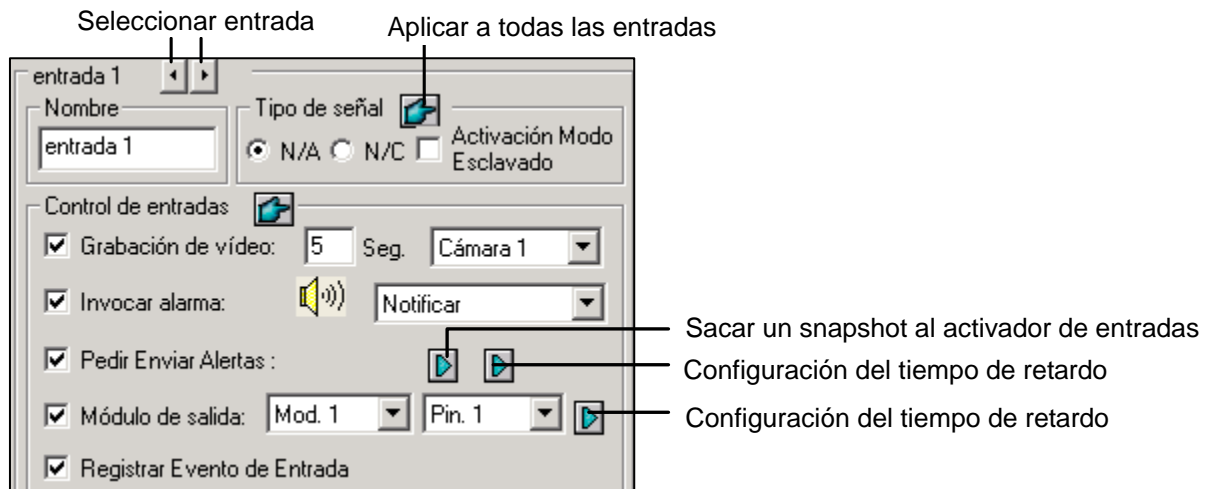 Seleccionar entrada
Aplicar a todas las entradas
entrada 1
Nombre
Tipo de señal
entrada 1
N/A
N/C
Activación Modo
Esclavado
Control de entradas
Grabación de vídeo:
5
Seg.
Cámara 1
Invocar alarma:
Notificar
Sacar un snapshot al activador de entradas
Pedir Enviar Alertas :
Configuración del tiempo de retardo
Módulo de salida:
Mod. 1
Pin. 1
Configuración del tiempo de retardo
Registrar Evento de Entrada